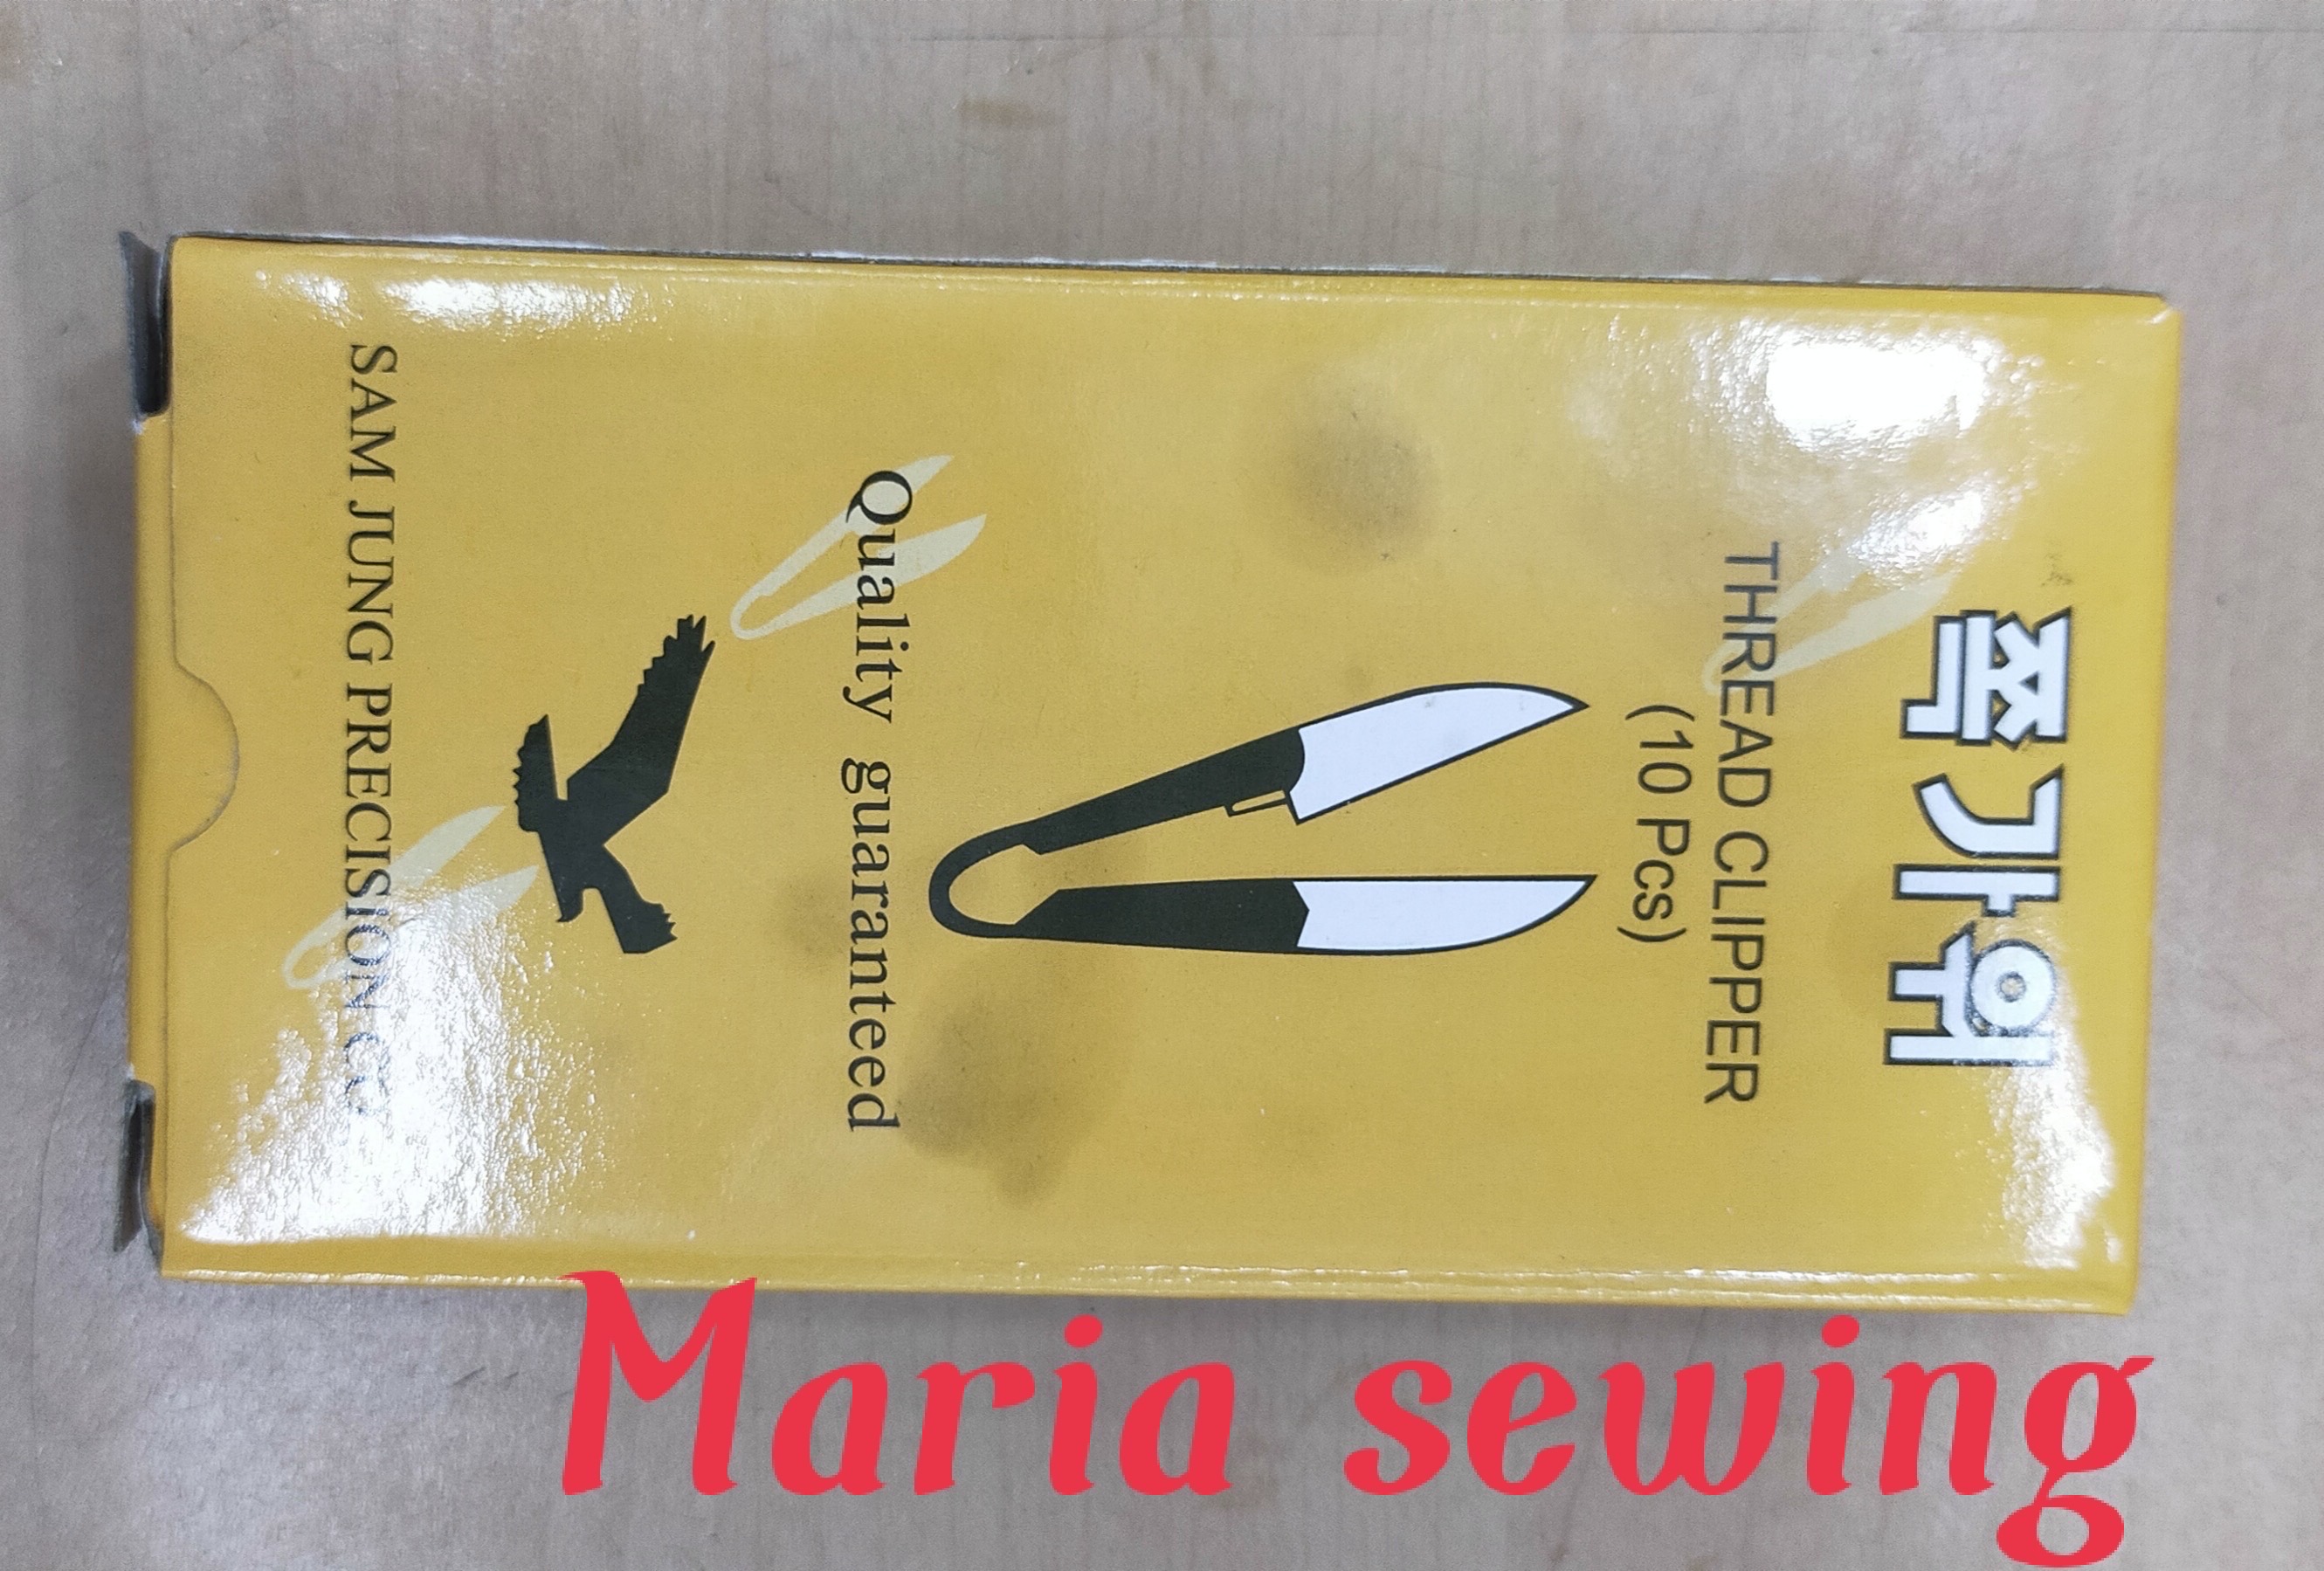 쪽가위
THREAD CLIPPER
(10 Pcs)
Quality guaranteed
SAM JUNG PRECISION CO
Maria sewing